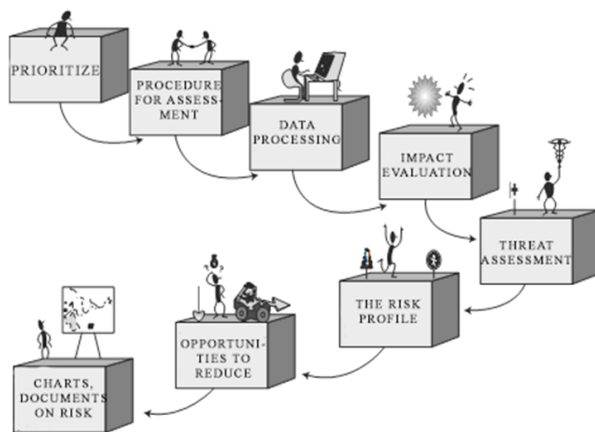 PRIORITIZE
PROCEDURE
FOR ASSESS-
MENT
DATA
PROCESSING
IMPACT
EVALUATION
THREAT
ASSESSMENT
THE RISK
PROFILE
OPPORTUNI-
TIES TO
REDUCE
CHARTS,
DOCUMENTS
ON RISK